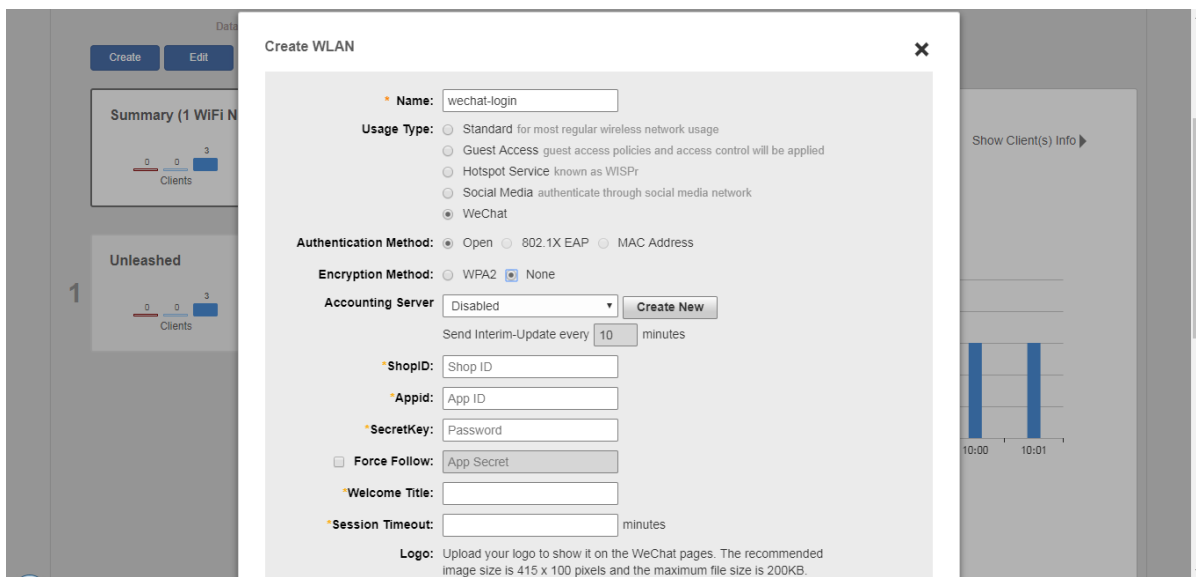 Data
Create Edit
Create WLAN
Summary (1 WiFi N
0 0 3
Clients
Unleashed
1
0 0 3
Clients
* Name: wechat-login
Usage Type: Standard for most regular wireless network usage
Guest Access guest access policies and access control will be applied
Hotspot Service known as WISPr
Social Media authenticate through social media network
WeChat
Authentication Method: Open 802.1X EAP MAC Address
Encryption Method: WPA2 None
Accounting Server Disabled Create New
Send Interim-Update every 10 minutes
*ShopID: Shop ID
*Appid: App ID
*SecretKey: Password
Force Follow: App Secret
*Welcome Title:
*Session Timeout: minutes
Logo: Upload your logo to show it on the WeChat pages. The recommended
image size is 415 x 100 pixels and the maximum file size is 200KB.
Show Client(s) Info
10:00 10:01